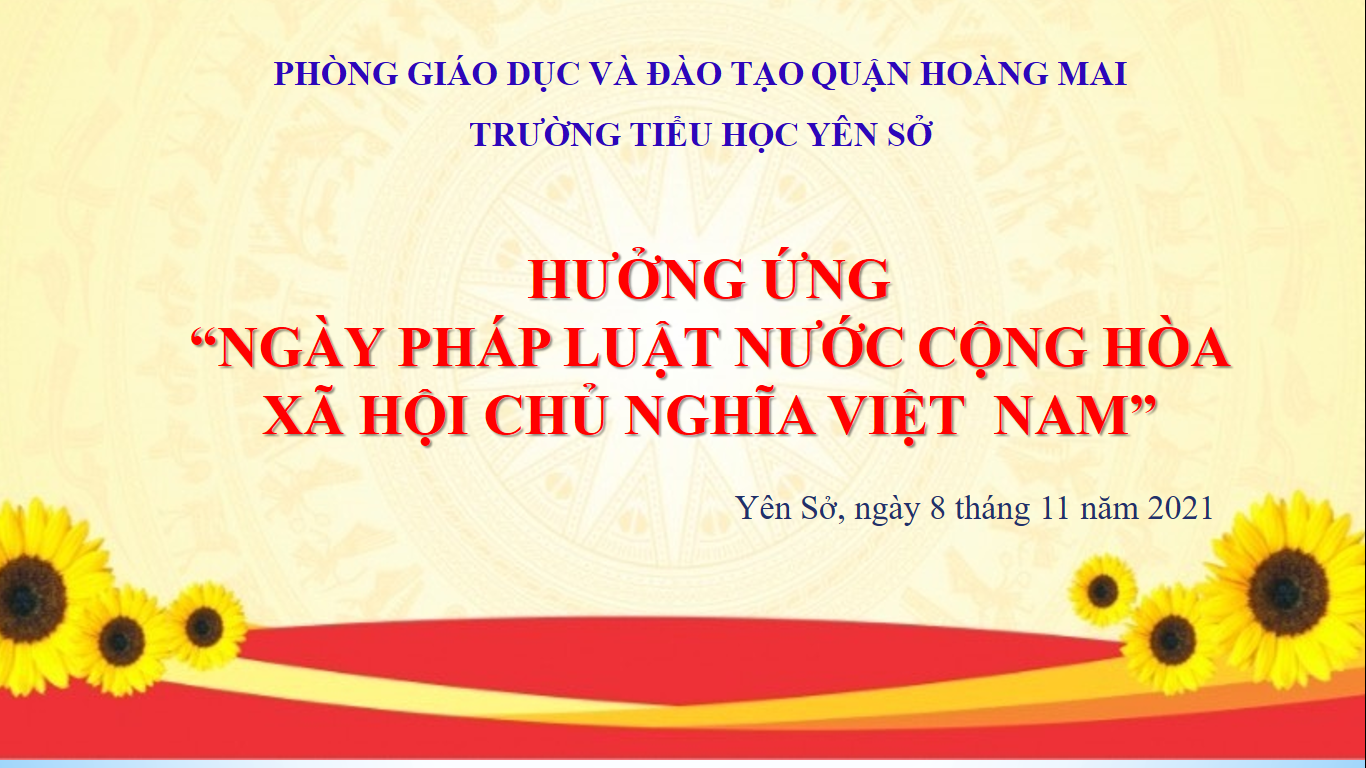 PHÒNG GIÁO DỤC VÀ ĐÀO TẠO QUẬN HOÀNG MAI
TRƯỜNG TIỂU HỌC YÊN SỞ
HƯỞNG ỨNG
“NGÀY PHÁP LUẬT NƯỚC CỘNG HÒA
XÃ HỘI CHỦ NGHĨA VIỆT NAM”
Yên Sở, ngày 8 tháng 11 năm 2021